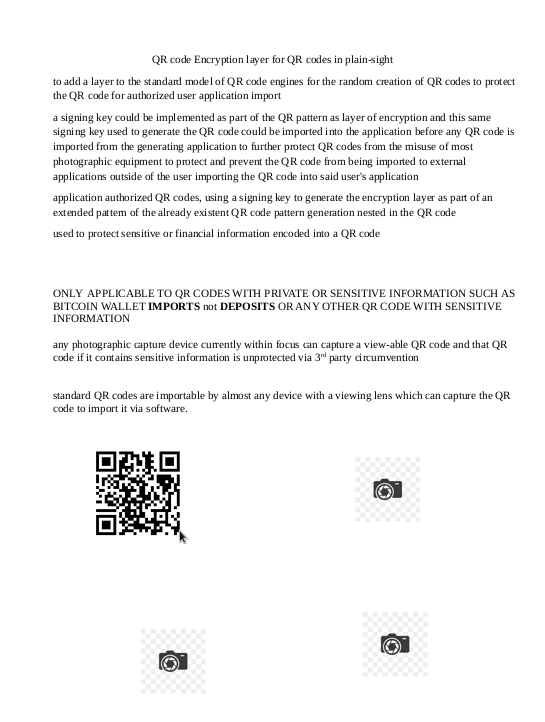 QR code Encryption layer for QR codes in plain-sight
to add a layer to the standard model of QR code engines for the random creation of QR codes to protect
the QR code for authorized user application import
a signing key could be implemented as part of the QR pattern as layer of encryption and this same
signing key used to generate the QR code could be imported into the application before any QR code is
imported from the generating application to further protect QR codes from the misuse of most
photographic equipment to protect and prevent the QR code from being imported to external
applications outside of the user importing the QR code into said user's application
application authorized QR codes, using a signing key to generate the encryption layer as part of an
extended pattern of the already existent QR code pattern generation nested in the QR code
used to protect sensitive or financial information encoded into a QR code
ONLY APPLICABLE TO QR CODES WITH PRIVATE OR SENSITIVE INFORMATION SUCH AS
BITCOIN WALLET IMPORTS not DEPOSITS OR ANY OTHER QR CODE WITH SENSITIVE
INFORMATION
any photographic capture device currently within focus can capture a view-able QR code and that QR
code if it contains sensitive information is unprotected via 3rd party circumvention
standard QR codes are importable by almost any device with a viewing lens which can capture the QR
code to import it via software.